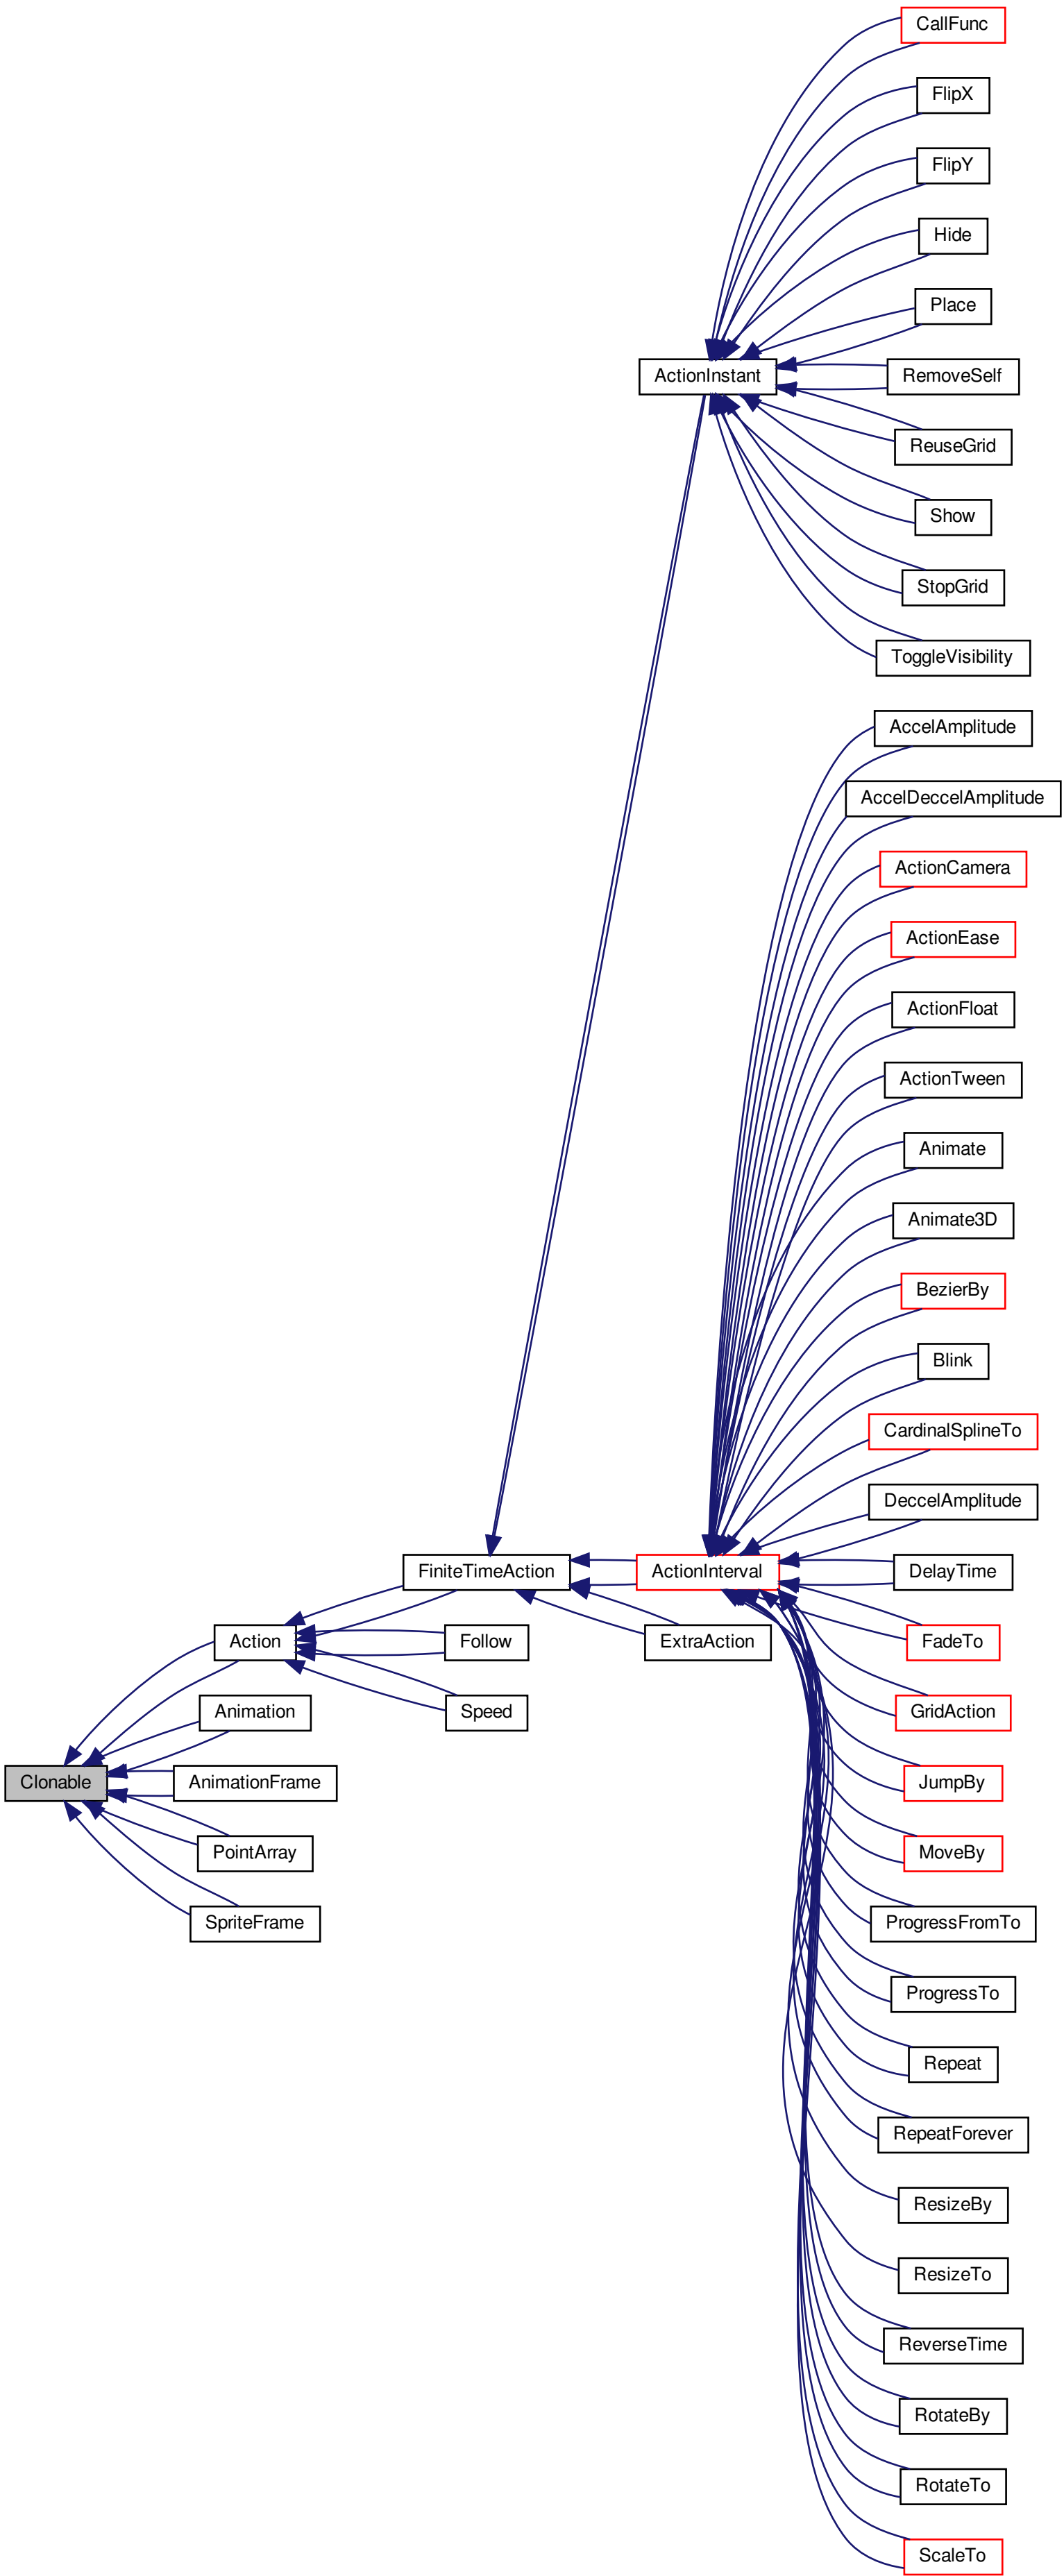 CallFunc
FlipX
FlipY
Hide
Place
ActionInstant
RemoveSelf
ReuseGrid
Show
StopGrid
ToggleVisibility
AccelAmplitude
AccelDeccelAmplitude
ActionCamera
ActionEase
ActionFloat
ActionTween
Animate
Animate3D
BezierBy
Blink
CardinalSplineTo
DeccelAmplitude
FiniteTimeAction
ActionInterval
DelayTime
Action
Follow
ExtraAction
FadeTo
Animation
Speed
GridAction
Clonable
AnimationFrame
JumpBy
PointArray
MoveBy
SpriteFrame
ProgressFromTo
ProgressTo
Repeat
RepeatForever
ResizeBy
ResizeTo
ReverseTime
RotateBy
RotateTo
ScaleTo